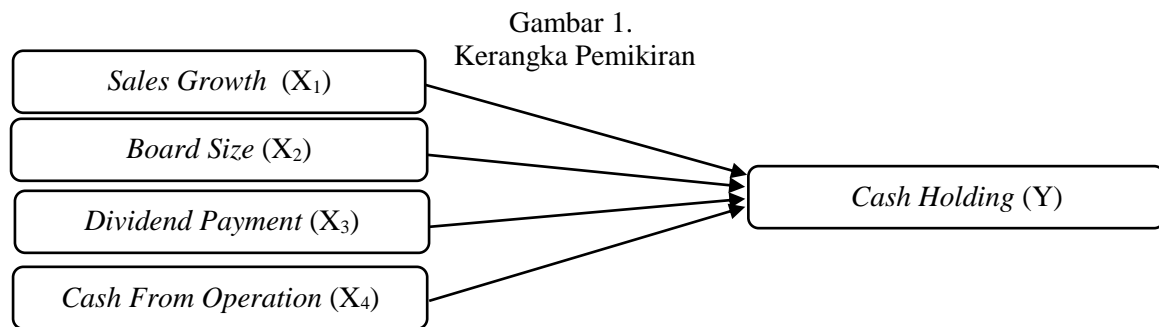 Gambar 1.
Kerangka Pemikiran
Sales Growth (X₁)
Board Size (X₂)
Dividend Payment (X₃)
Cash From Operation (X₄)
Cash Holding (Y)